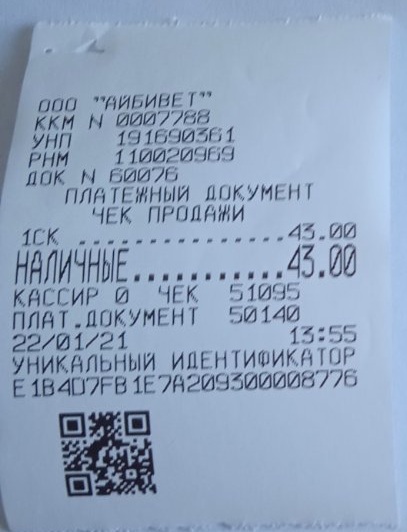 ООО "АЙБИВЕТ"
ККМ N 0007788
УНП 191690361
РНМ 110020969
ДОК N 60076
ПЛАТЕЖНЫЙ ДОКУМЕНТ
ЧЕК ПРОДАЖИ
1СК ................43.00
НАЛИЧНЫЕ...........43.00
КАССИР 0 ЧЕК 51095
ПЛАТ.ДОКУМЕНТ 50140
22/01/21 13:55
УНИКАЛЬНЫЙ ИДЕНТИФИКАТОР
E1B4D7FB1E7A209300008776